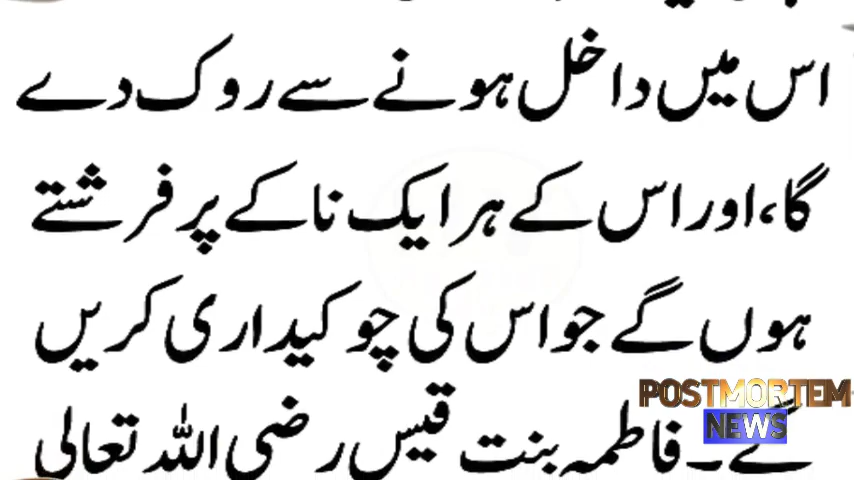 اس میں داخل ہونے سے روک دے
گا، اور اس کے ہر ایک ناکے پر فرشتے
ہوں گے جو اس کی چوکیداری کریں
گے۔ فاطمہ بنت قیس رضی اللہ تعالی
POSTMORTEM
NEWS